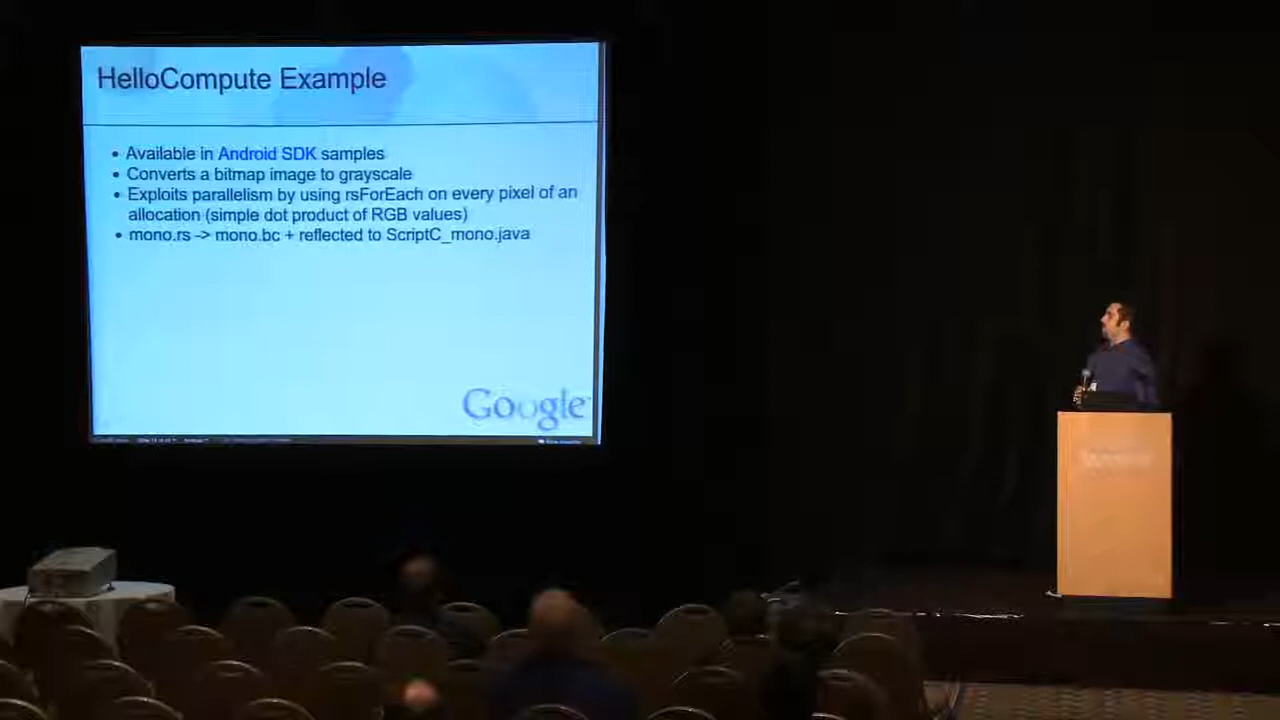 HelloCompute Example
• Available in Android SDK samples
• Converts a bitmap image to grayscale
• Exploits parallelism by using rsForEach on every pixel of an
allocation (simple dot product of RGB values)
• mono.rs -> mono.bc + reflected to ScriptC_mono.java
Google